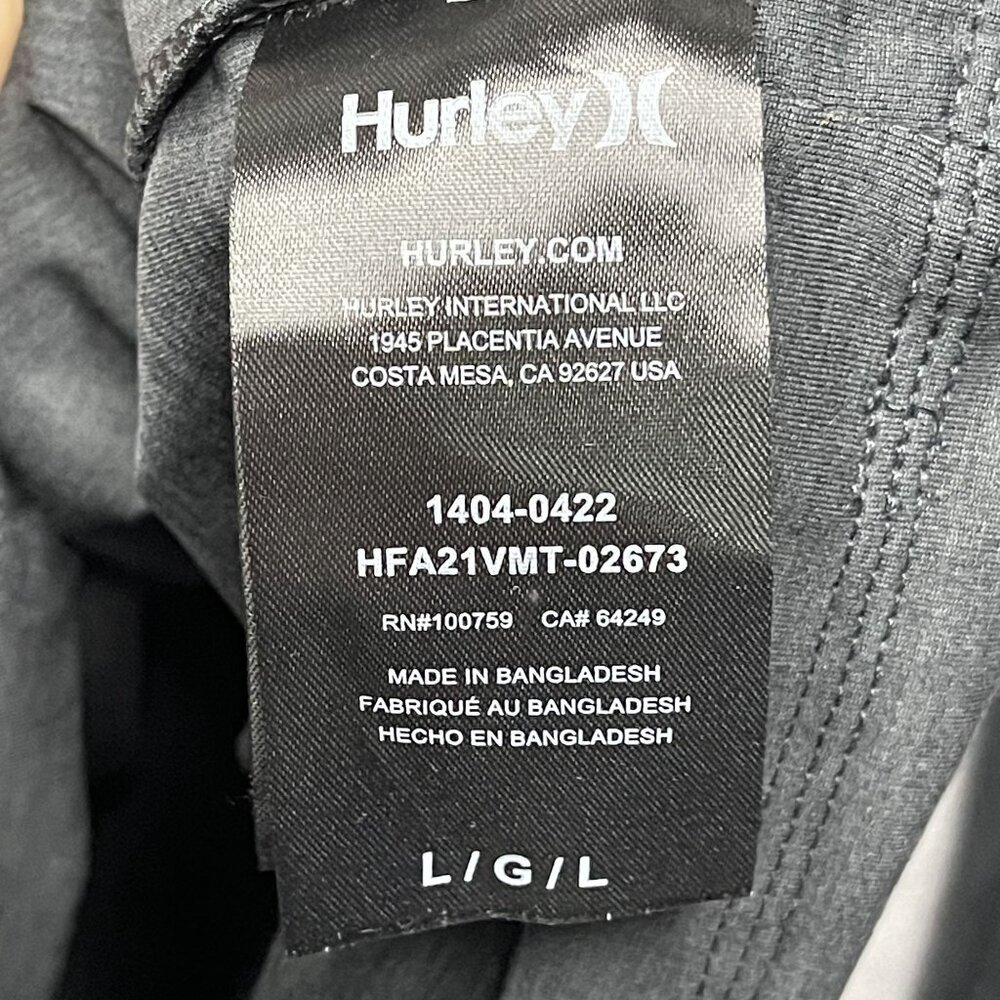 Hurley
HURLEY.COM
HURLEY INTERNATIONAL LLC
1945 PLACENTIA AVENUE
COSTA MESA, CA 92627 USA
1404-0422
HFA21VMT-02673
RN#100759 CA# 64249
MADE IN BANGLADESH
FABRIQUÉ AU BANGLADESH
HECHO EN BANGLADESH
L / G / L